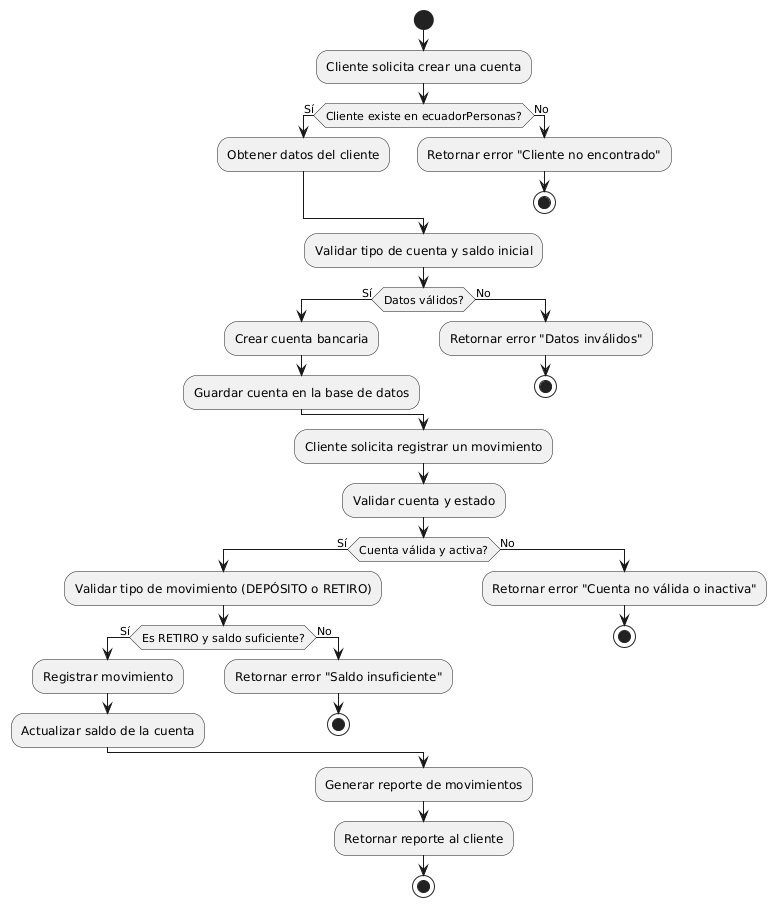 Cliente solicita crear una cuenta
Sí
Cliente existe en ecuadorPersonas?
No
Obtener datos del cliente
Retornar error "Cliente no encontrado"
Validar tipo de cuenta y saldo inicial
Sí
Datos válidos?
No
Crear cuenta bancaria
Retornar error "Datos inválidos"
Guardar cuenta en la base de datos
Cliente solicita registrar un movimiento
Validar cuenta y estado
Sí
Cuenta válida y activa?
No
Validar tipo de movimiento (DEPÓSITO o RETIRO)
Retornar error "Cuenta no válida o inactiva"
Sí
Es RETIRO y saldo suficiente?
No
Registrar movimiento
Retornar error "Saldo insuficiente"
Actualizar saldo de la cuenta
Generar reporte de movimientos
Retornar reporte al cliente